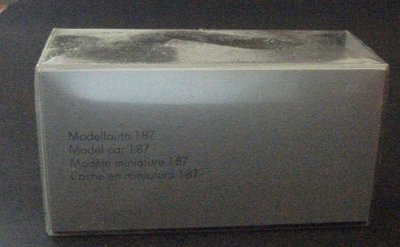 Modellauto 1:87
Model car 1:87
Modèle miniature 1:87
Coche en miniatura 1:87